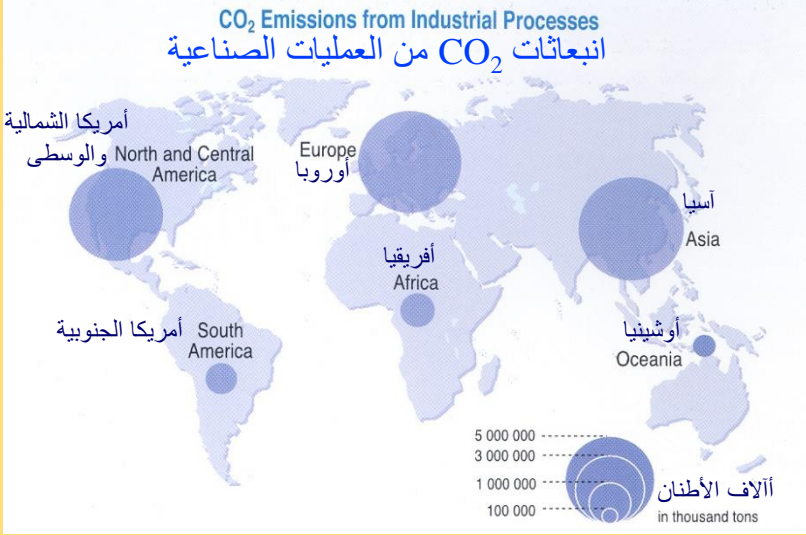 CO₂ Emissions from Industrial Processes
انبعاثات CO₂ من العمليات الصناعية
أمريكا الشمالية
والوسطى
North and Central
America
Europe
أوروبا
آسيا
Asia
أفريقيا
Africa
أمريكا الجنوبية
South
America
أوشينيا
Oceania
5 000 000
3 000 000
1 000 000
100 000
أآلاف الأطنان
in thousand tons